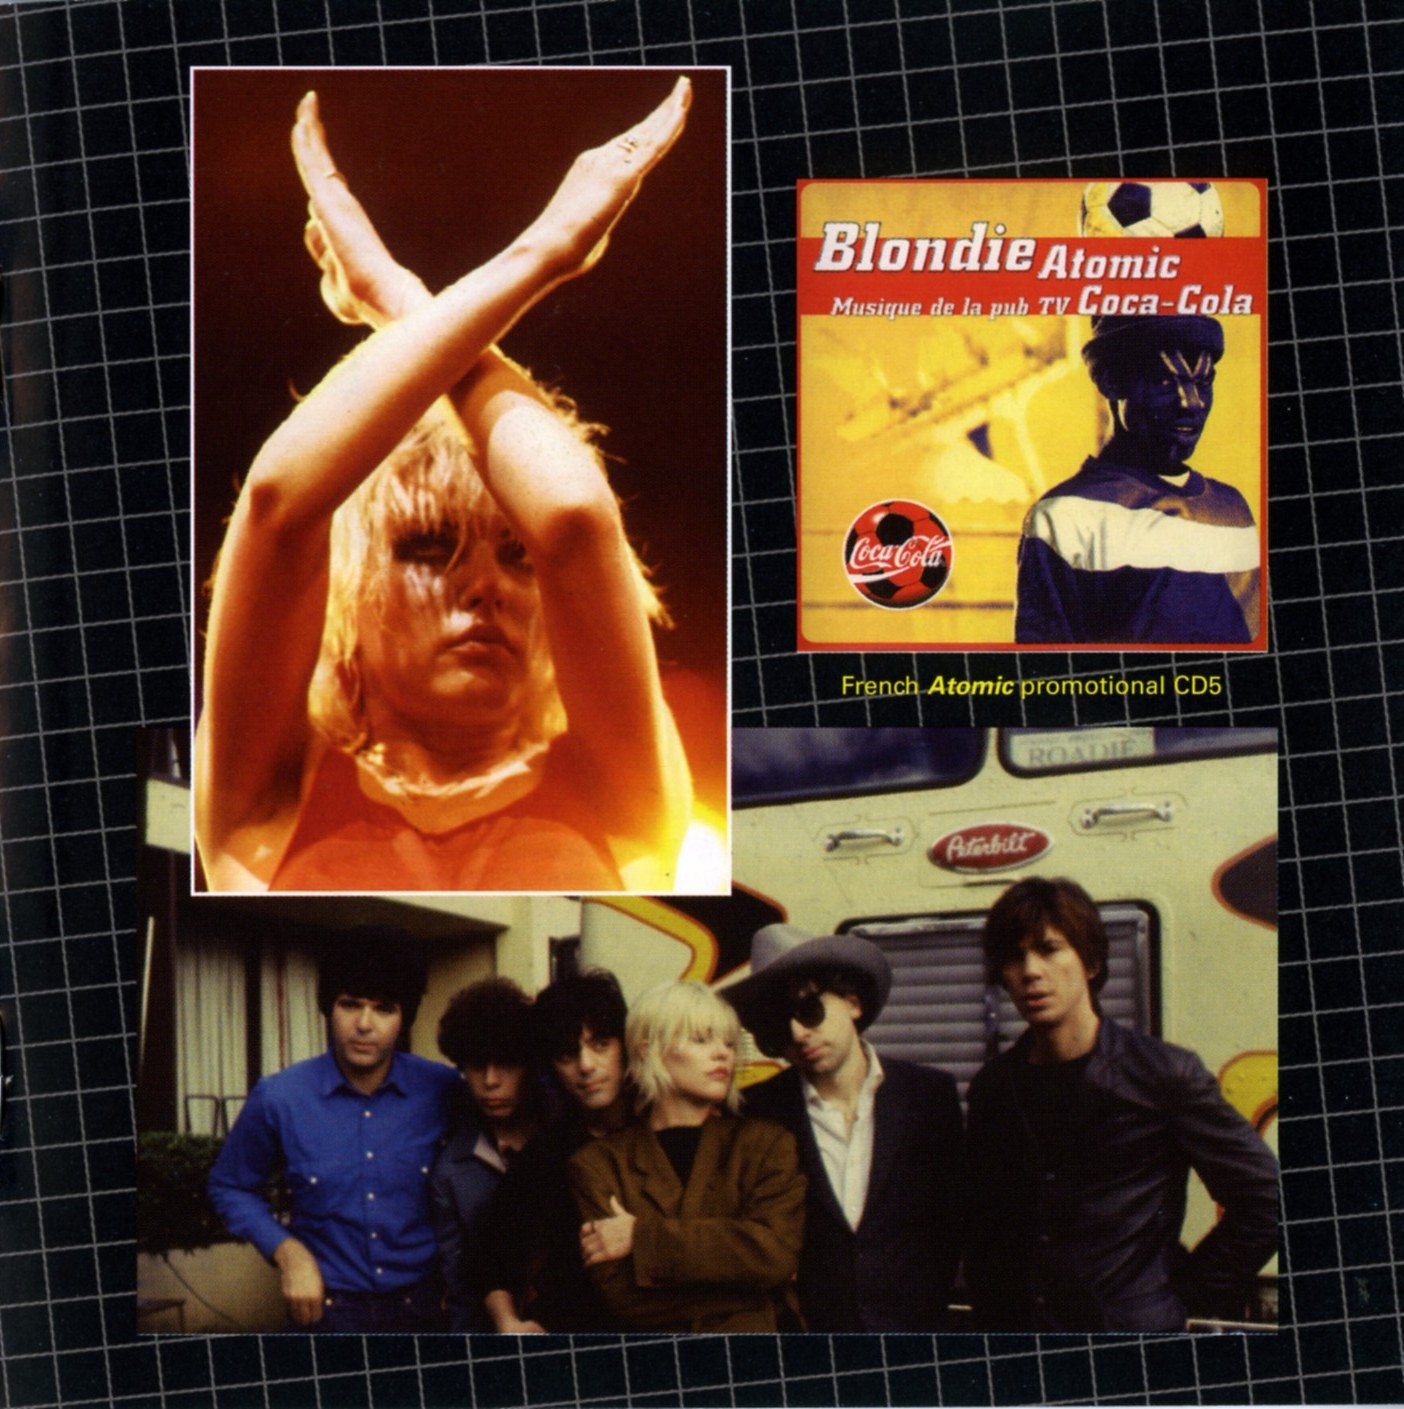 Blondie Atomic
Musique de la pub TV Coca-Cola
Coca-Cola
French Atomic promotional CD5
ROADIE
Peterbilt